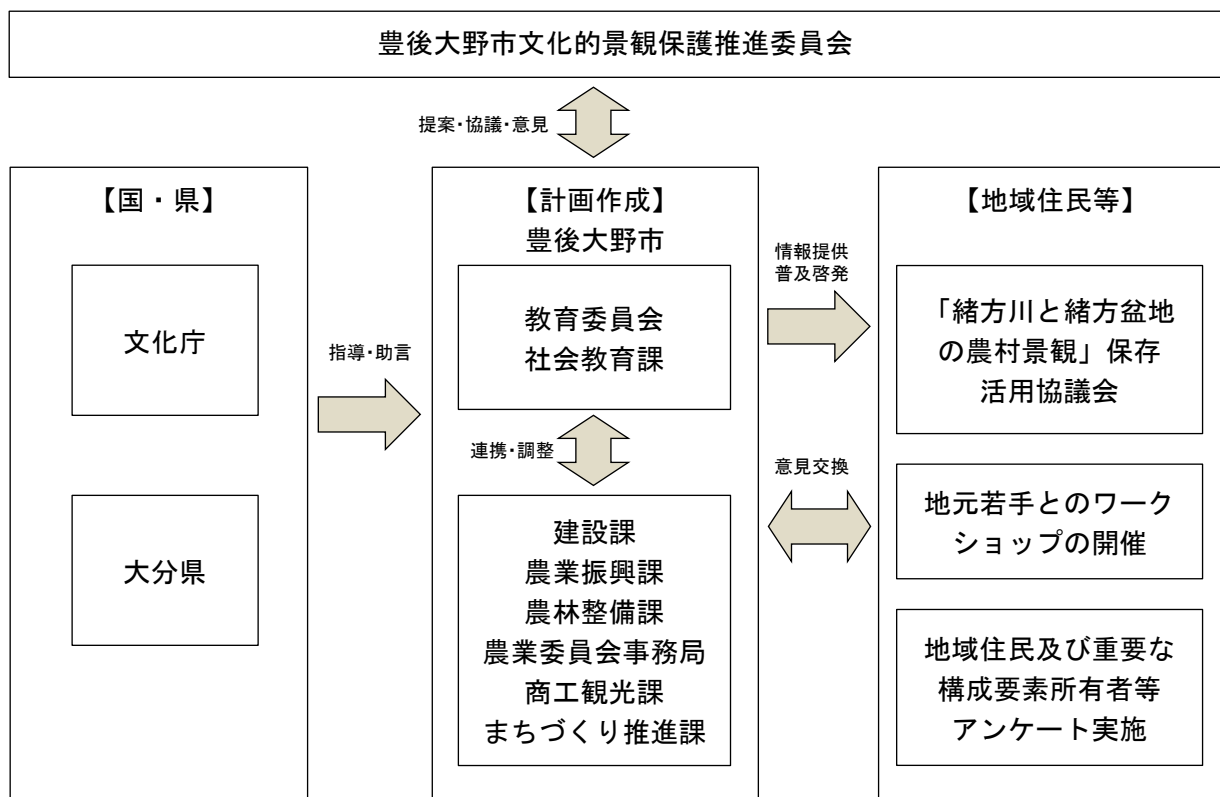 豊後大野市文化的景観保護推進委員会
提案・協議・意見
【国・県】
文化庁
大分県
指導・助言
【計画作成】
豊後大野市
教育委員会
社会教育課
連携・調整
建設課
農業振興課
農林整備課
農業委員会事務局
商工観光課
まちづくり推進課
情報提供
普及啓発
意見交換
【地域住民等】
「緒方川と緒方盆地
の農村景観」保存
活用協議会
地元若手とのワーク
ショップの開催
地域住民及び重要な
構成要素所有者等
アンケート実施